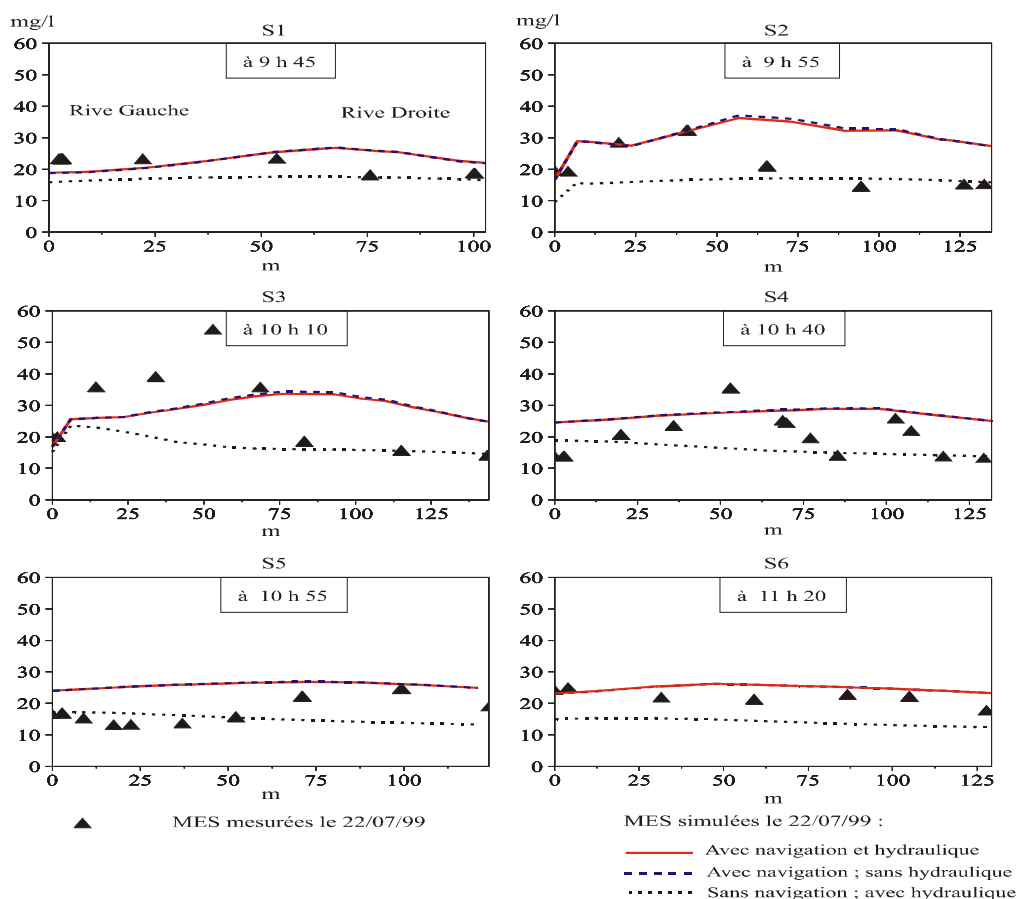 mg/l
S1
à 9 h 45
Rive Gauche
Rive Droite
60
50
40
30
20
10
0
0 25 50 75 100
m
mg/l
S2
à 9 h 55
60
50
40
30
20
10
0
0 25 50 75 100 125
m
S3
à 10 h 10
60
50
40
30
20
10
0
0 25 50 75 100 125
m
S4
à 10 h 40
60
50
40
30
20
10
0
0 25 50 75 100 125
m
S5
à 10 h 55
60
50
40
30
20
10
0
0 25 50 75 100
m
S6
à 11 h 20
60
50
40
30
20
10
0
0 25 50 75 100 125
m
MES mesurées le 22/07/99
MES simulées le 22/07/99 :
Avec navigation et hydraulique
Avec navigation ; sans hydraulique
Sans navigation ; avec hydraulique